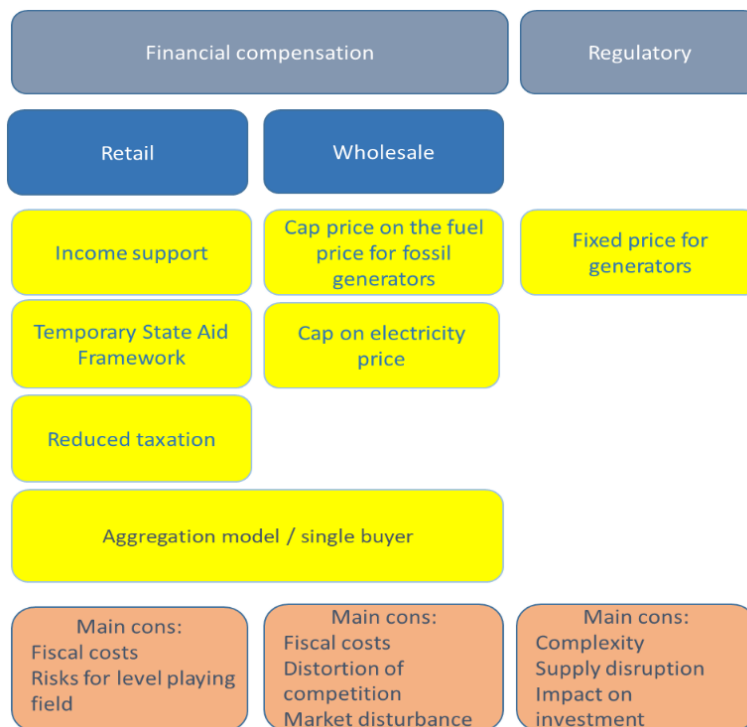 Financial compensation
Regulatory
Retail
Wholesale
Income support
Cap price on the fuel
price for fossil
generators
Fixed price for
generators
Temporary State Aid
Framework
Cap on electricity
price
Reduced taxation
Aggregation model / single buyer
Main cons:
Fiscal costs
Risks for level playing
field
Main cons:
Fiscal costs
Distortion of
competition
Market disturbance
Main cons:
Complexity
Supply disruption
Impact on
investment